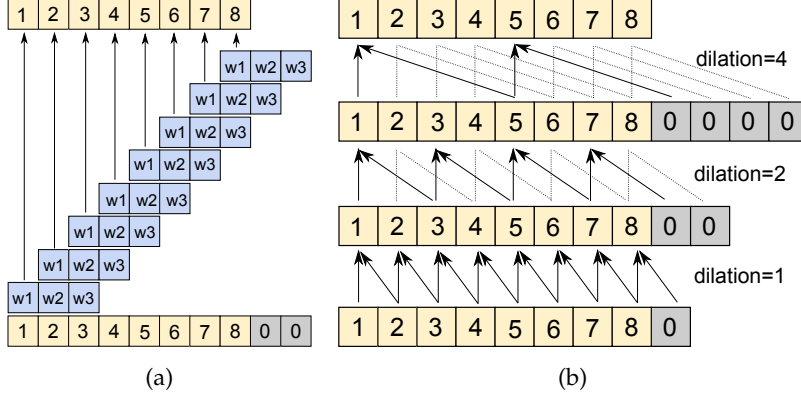 1 2 3 4 5 6 7 8
w1 w2 w3
w1 w2 w3
w1 w2 w3
w1 w2 w3
w1 w2 w3
w1 w2 w3
w1 w2 w3
w1 w2 w3
1 2 3 4 5 6 7 8 0 0
(a)
1 2 3 4 5 6 7 8
dilation=4
1 2 3 4 5 6 7 8 0 0 0 0
dilation=2
1 2 3 4 5 6 7 8 0 0
dilation=1
1 2 3 4 5 6 7 8 0
(b)